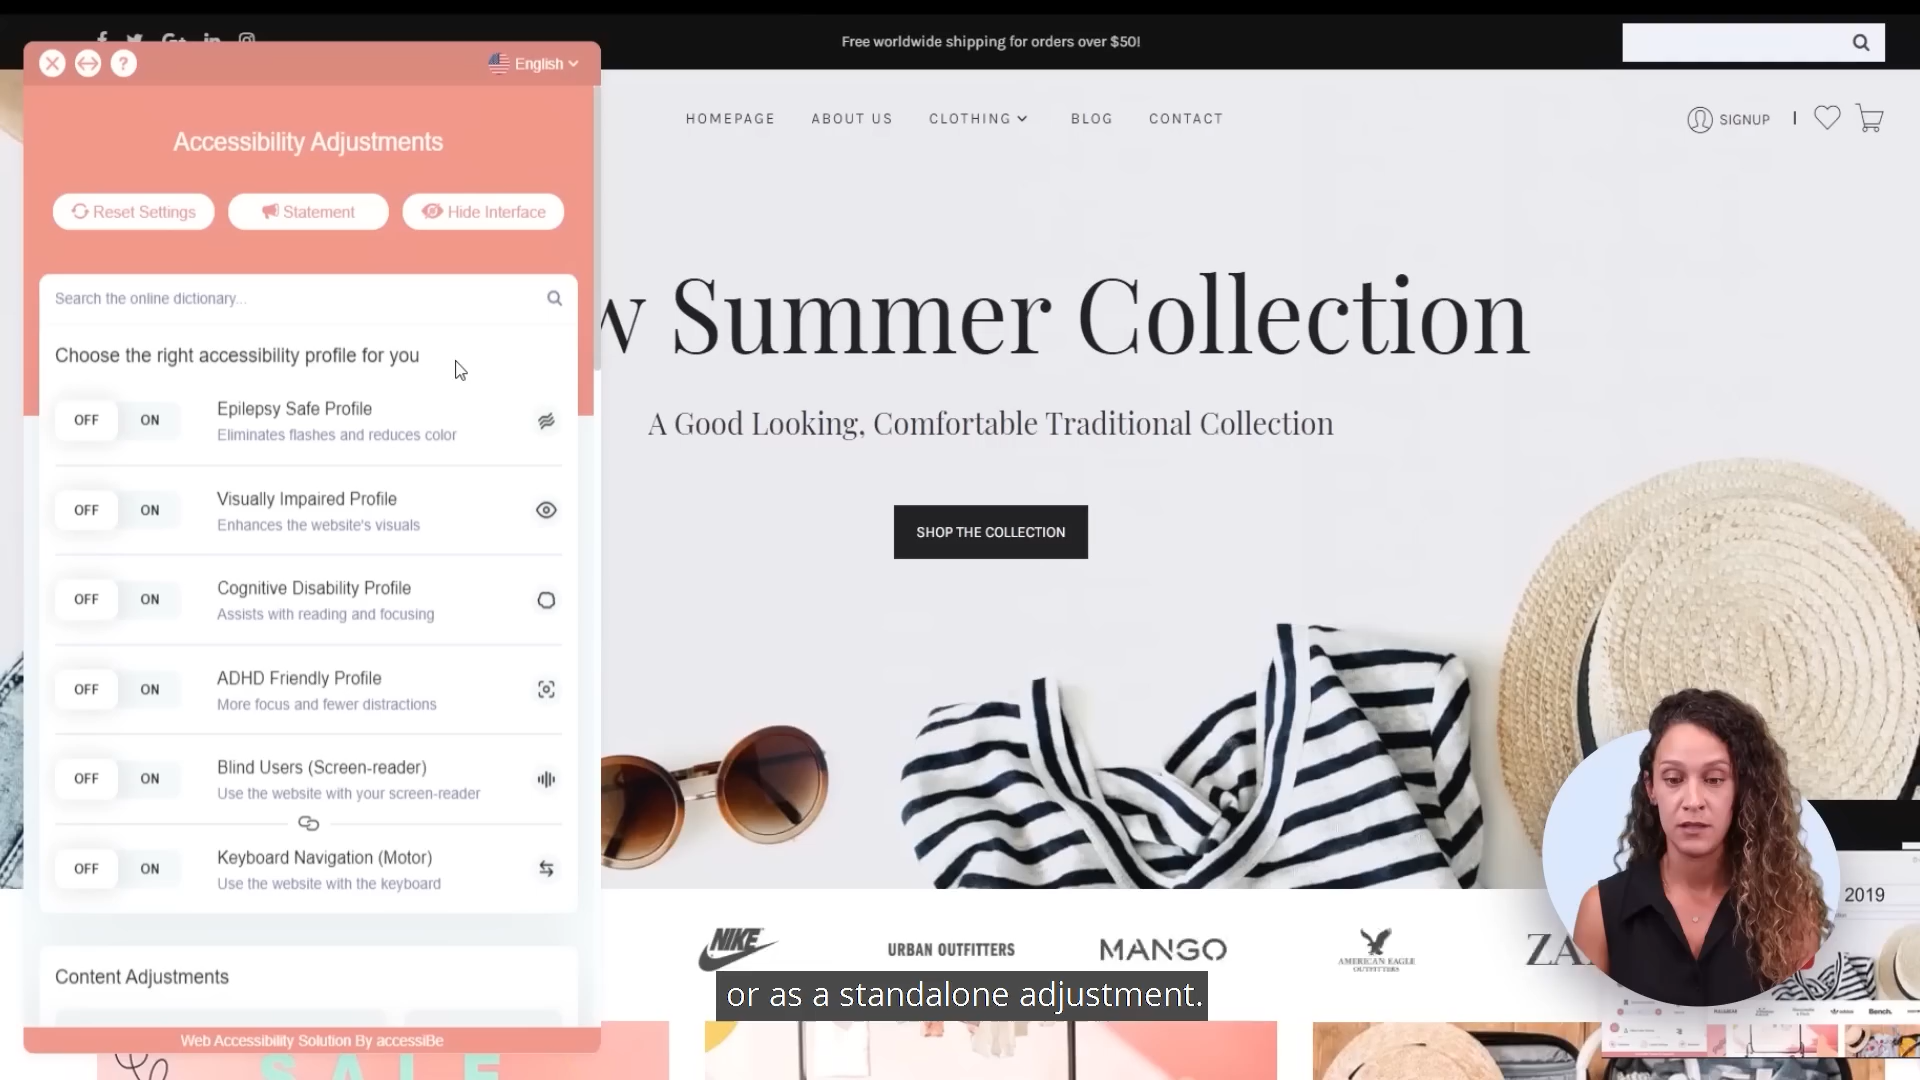 Free worldwide shipping for orders over $50!
English
HOMEPAGE
ABOUT US
CLOTHING
BLOG
CONTACT
SIGNUP
Accessibility Adjustments
Reset Settings
Statement
Hide Interface
Search the online dictionary...
Choose the right accessibility profile for you
OFF ON Epilepsy Safe Profile
Eliminates flashes and reduces color
OFF ON Visually Impaired Profile
Enhances the website's visuals
OFF ON Cognitive Disability Profile
Assists with reading and focusing
OFF ON ADHD Friendly Profile
More focus and fewer distractions
OFF ON Blind Users (Screen-reader)
Use the website with your screen-reader
OFF ON Keyboard Navigation (Motor)
Use the website with the keyboard
Content Adjustments
Web Accessibility Solution By accessiBe
w Summer Collection
A Good Looking, Comfortable Traditional Collection
SHOP THE COLLECTION
2019
NIKE
URBAN OUTFITTERS
MANGO
AMERICAN EAGLE
OUTFITTERS
ZA
or as a standalone adjustment.
SALE